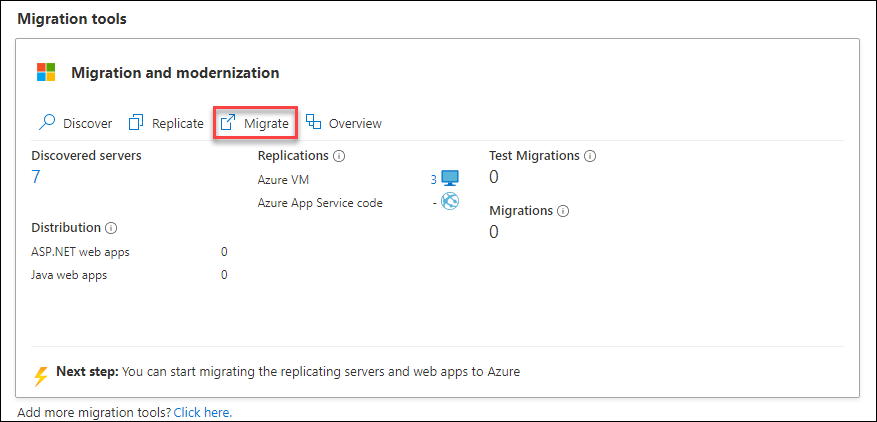 Migration tools
Migration and modernization
Discover Replicate Migrate Overview
Discovered servers
7
Replications
Azure VM 3
Azure App Service code -
Test Migrations
0
Migrations
0
Distribution
ASP.NET web apps 0
Java web apps 0
Next step: You can start migrating the replicating servers and web apps to Azure
Add more migration tools? Click here.